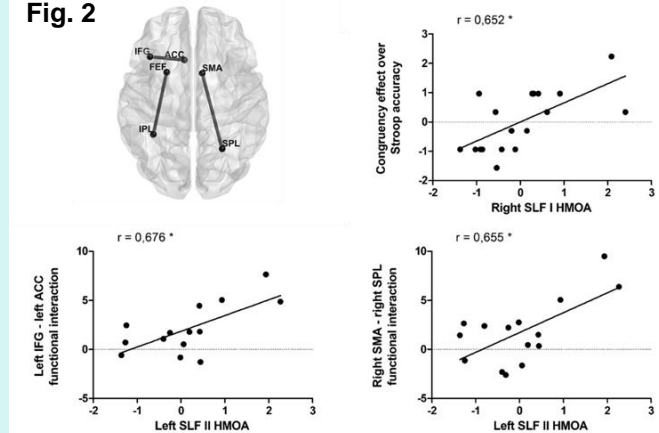 Fig. 2
IFG ACC
FEF SMA
IPL SPL
r = 0,652 *
Congruency effect over
Stroop accuracy
3
2
1
0
-1
-2
-2 -1 0 1 2 3
Right SLF I HMOA
r = 0,676 *
Left IFG - left ACC
functional interaction
10
5
0
-5
-2 -1 0 1 2 3
Left SLF II HMOA
r = 0,655 *
Right SMA - right SPL
functional interaction
10
5
0
-5
-2 -1 0 1 2 3
Left SLF II HMOA